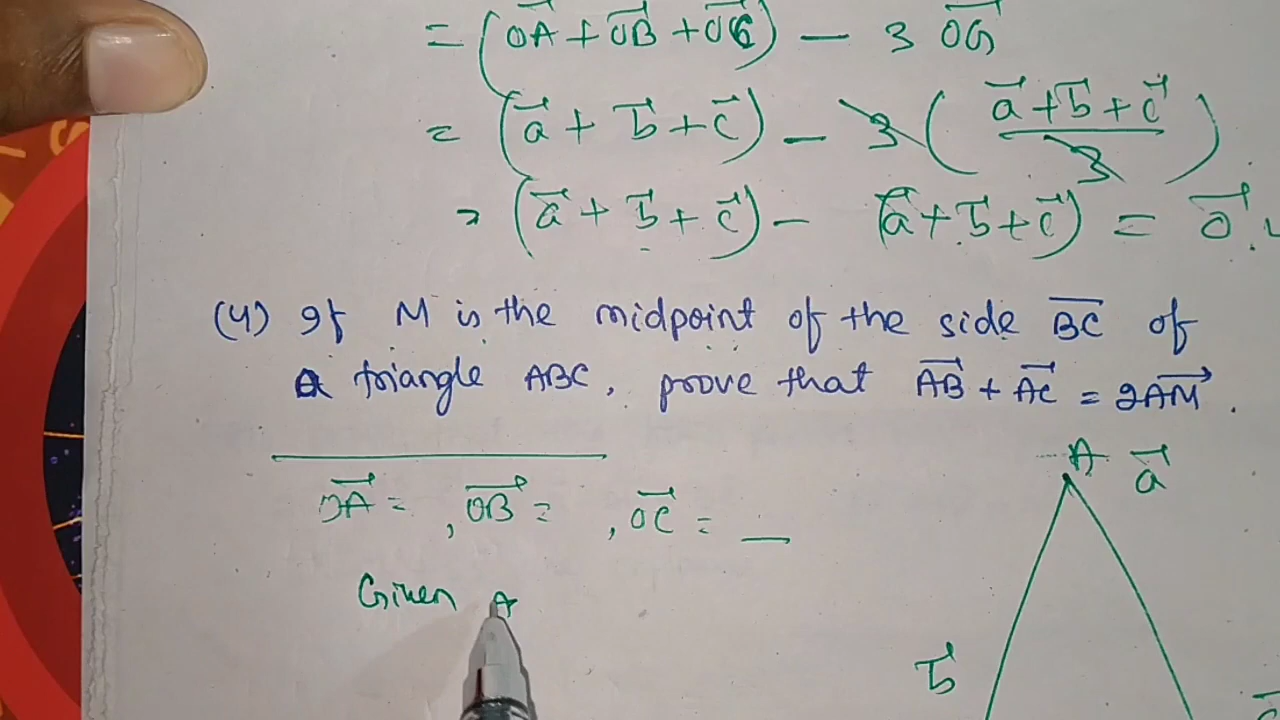 = (OA + OB + OC) - 3 OG
= (a + b + c) - 3 ( a + b + c / 3 )
= (a + b + c) - (a + b + c) = 0.
(4) If M is the midpoint of the side BC of
a triangle ABC, prove that AB + AC = 2AM.
OA = , OB = , OC = _
Given A
A a
b